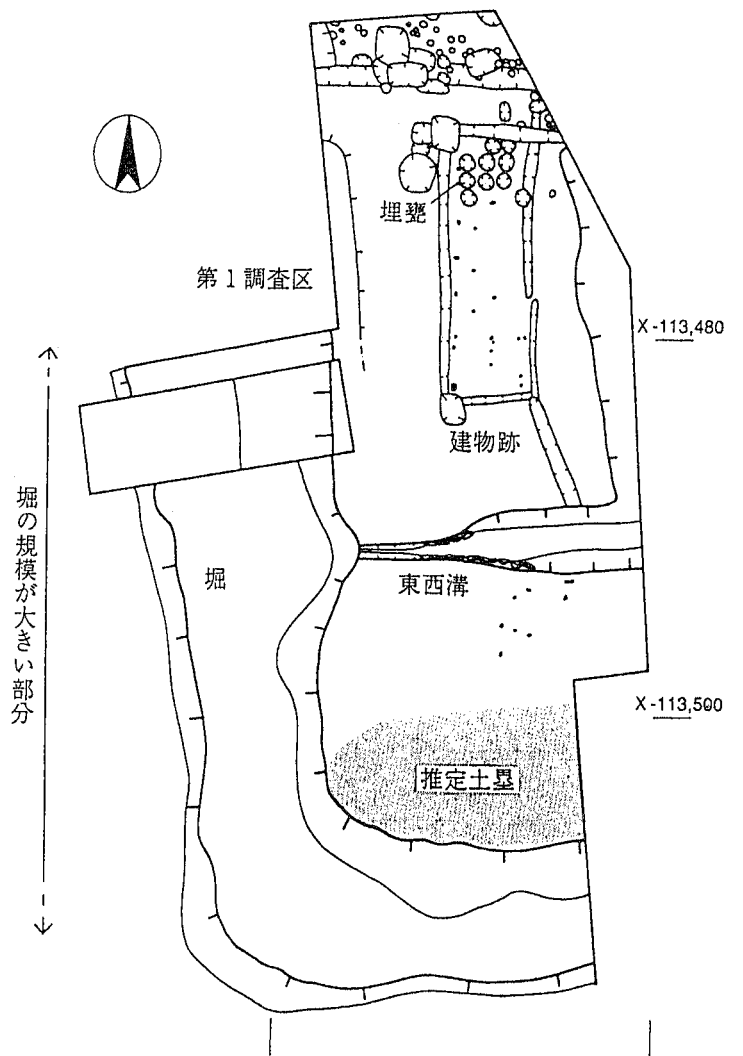 埋甕
第1調査区
X-113,480
建物跡
堀の規模が大きい部分
堀
東西溝
X-113,500
推定土塁